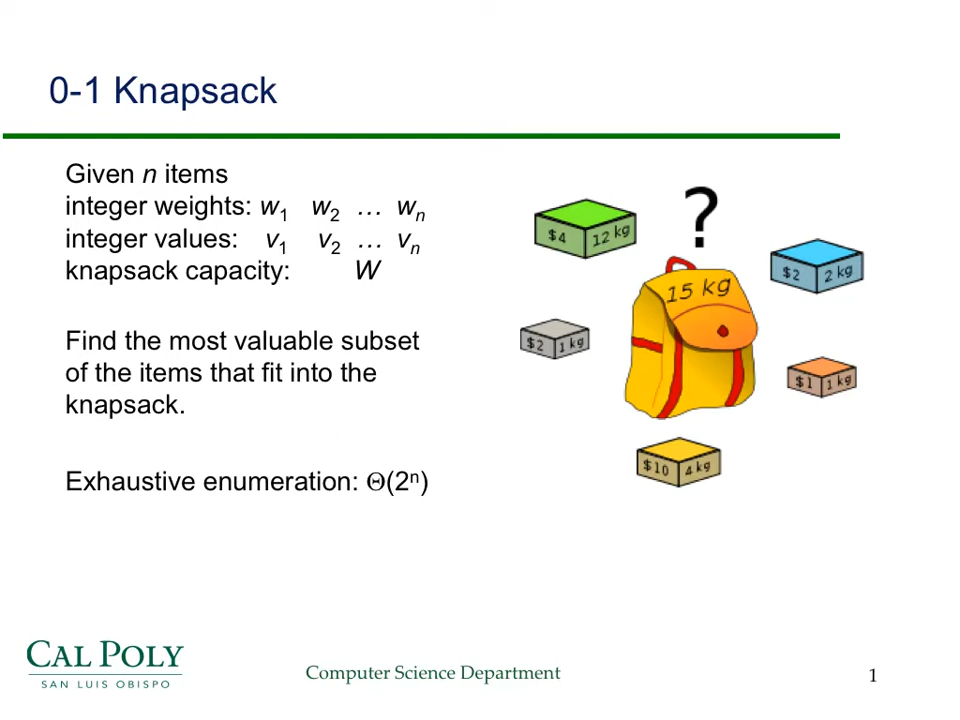 0-1 Knapsack
Given n items
integer weights: w₁ w₂ … wₙ
integer values: v₁ v₂ … vₙ
knapsack capacity: W
Find the most valuable subset
of the items that fit into the
knapsack.
Exhaustive enumeration: Θ(2ⁿ)
?
$4 12 kg
15 kg
$2 2 kg
$2 1 kg
$1 1 kg
$10 4 kg
CAL POLY
SAN LUIS OBISPO
Computer Science Department
1